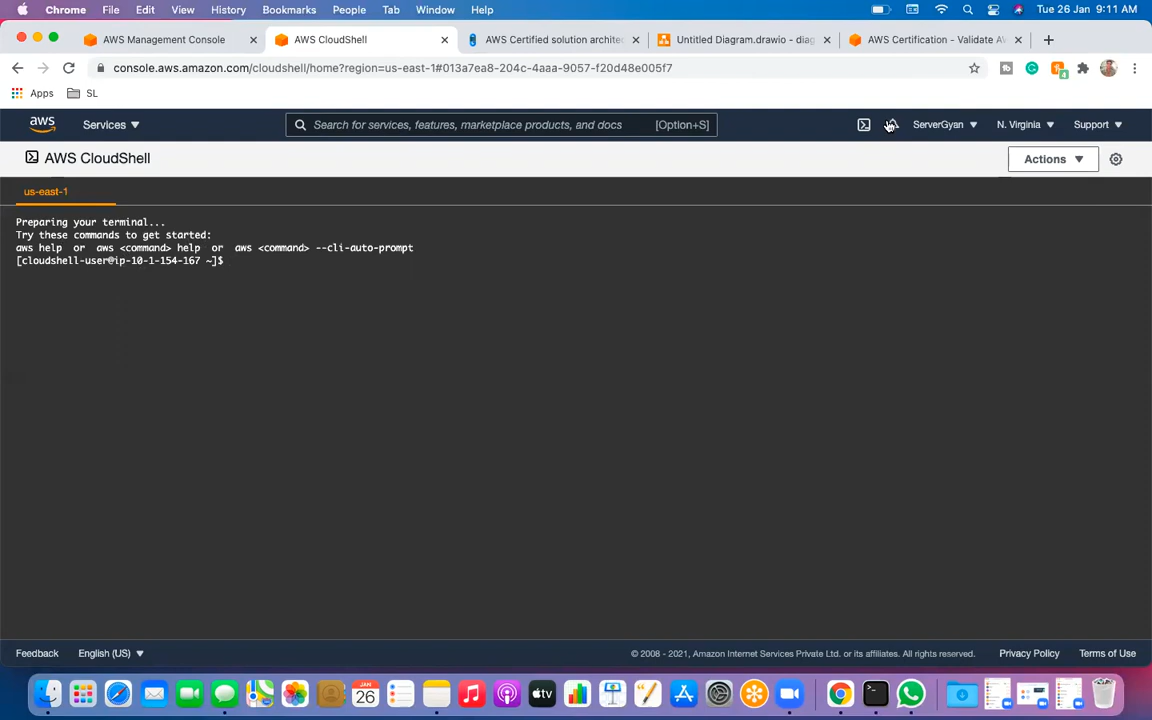 Chrome File Edit View History Bookmarks People Tab Window Help Tue 26 Jan 9:11 AM
AWS Management Console AWS CloudShell AWS Certified solution architec Untitled Diagram.drawio - diag AWS Certification - Validate AW
console.aws.amazon.com/cloudshell/home?region=us-east-1#013a7ea8-204c-4aaa-9057-f20d48e005f7
Apps SL
aws Services Search for services, features, marketplace products, and docs [Option+S] ServerGyan N. Virginia Support
AWS CloudShell Actions
us-east-1
Preparing your terminal...
Try these commands to get started:
aws help or aws <command> help or aws <command> --cli-auto-prompt
[cloudshell-user@ip-10-1-154-167 ~]$
Feedback English (US) © 2008 - 2021, Amazon Internet Services Private Ltd. or its affiliates. All rights reserved. Privacy Policy Terms of Use
JAN
26
tv